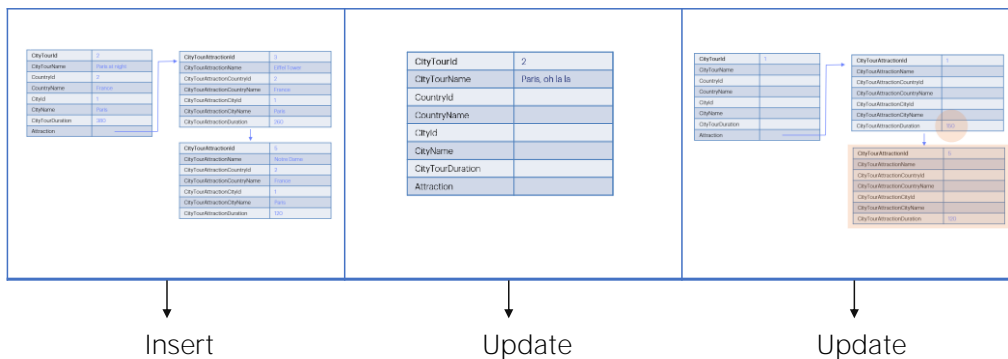 CityTourId 2
CityTourName Paris at night
CountryId 2
CountryName France
CityId 1
CityName Paris
CityTourDuration
Attraction
CityTourAttractionId 3
CityTourAttractionName Eiffel Tower
CityTourAttractionCountryId 2
CityTourAttractionCountryName France
CityTourAttractionCityId 1
CityTourAttractionCityName Paris
CityTourAttractionDuration
CityTourAttractionId 5
CityTourAttractionName Notre Dame
CityTourAttractionCountryId
CityTourAttractionCountryName France
CityTourAttractionCityId 1
CityTourAttractionCityName Paris
CityTourAttractionDuration
CityTourId 2
CityTourName Paris, oh la la
CountryId
CountryName
CityId
CityName
CityTourDuration
Attraction
CityTourId 1
CityTourName
CountryId
CountryName
CityId
CityName
CityTourDuration
Attraction
CityTourAttractionId 1
CityTourAttractionName
CityTourAttractionCountryId
CityTourAttractionCountryName
CityTourAttractionCityId
CityTourAttractionCityName
CityTourAttractionDuration
CityTourAttractionId
CityTourAttractionName
CityTourAttractionCountryId
CityTourAttractionCountryName
CityTourAttractionCityId
CityTourAttractionCityName
CityTourAttractionDuration
Insert
Update
Update